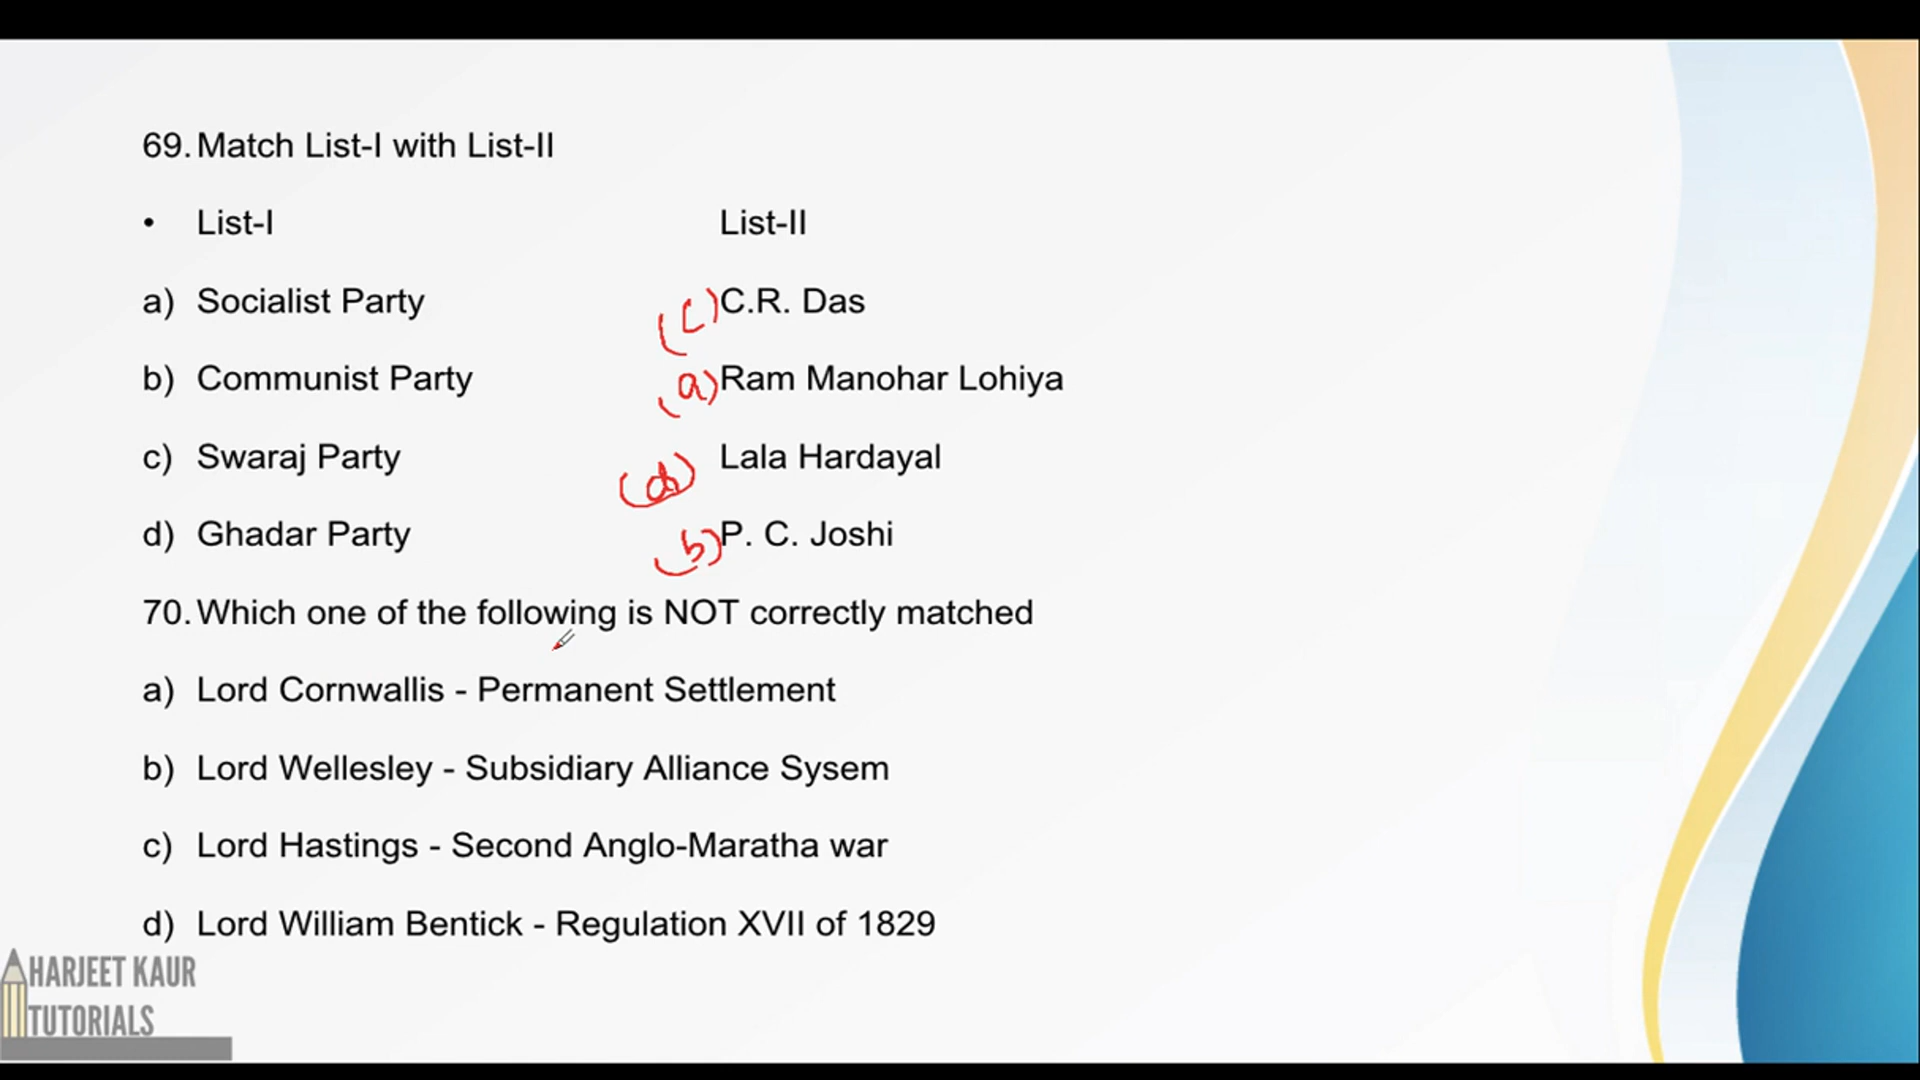 69. Match List-I with List-II
• List-I List-II
a) Socialist Party (c) C.R. Das
b) Communist Party (a) Ram Manohar Lohiya
c) Swaraj Party (d) Lala Hardayal
d) Ghadar Party (b) P. C. Joshi
70. Which one of the following is NOT correctly matched
a) Lord Cornwallis - Permanent Settlement
b) Lord Wellesley - Subsidiary Alliance Sysem
c) Lord Hastings - Second Anglo-Maratha war
d) Lord William Bentick - Regulation XVII of 1829
HARJEET KAUR
TUTORIALS